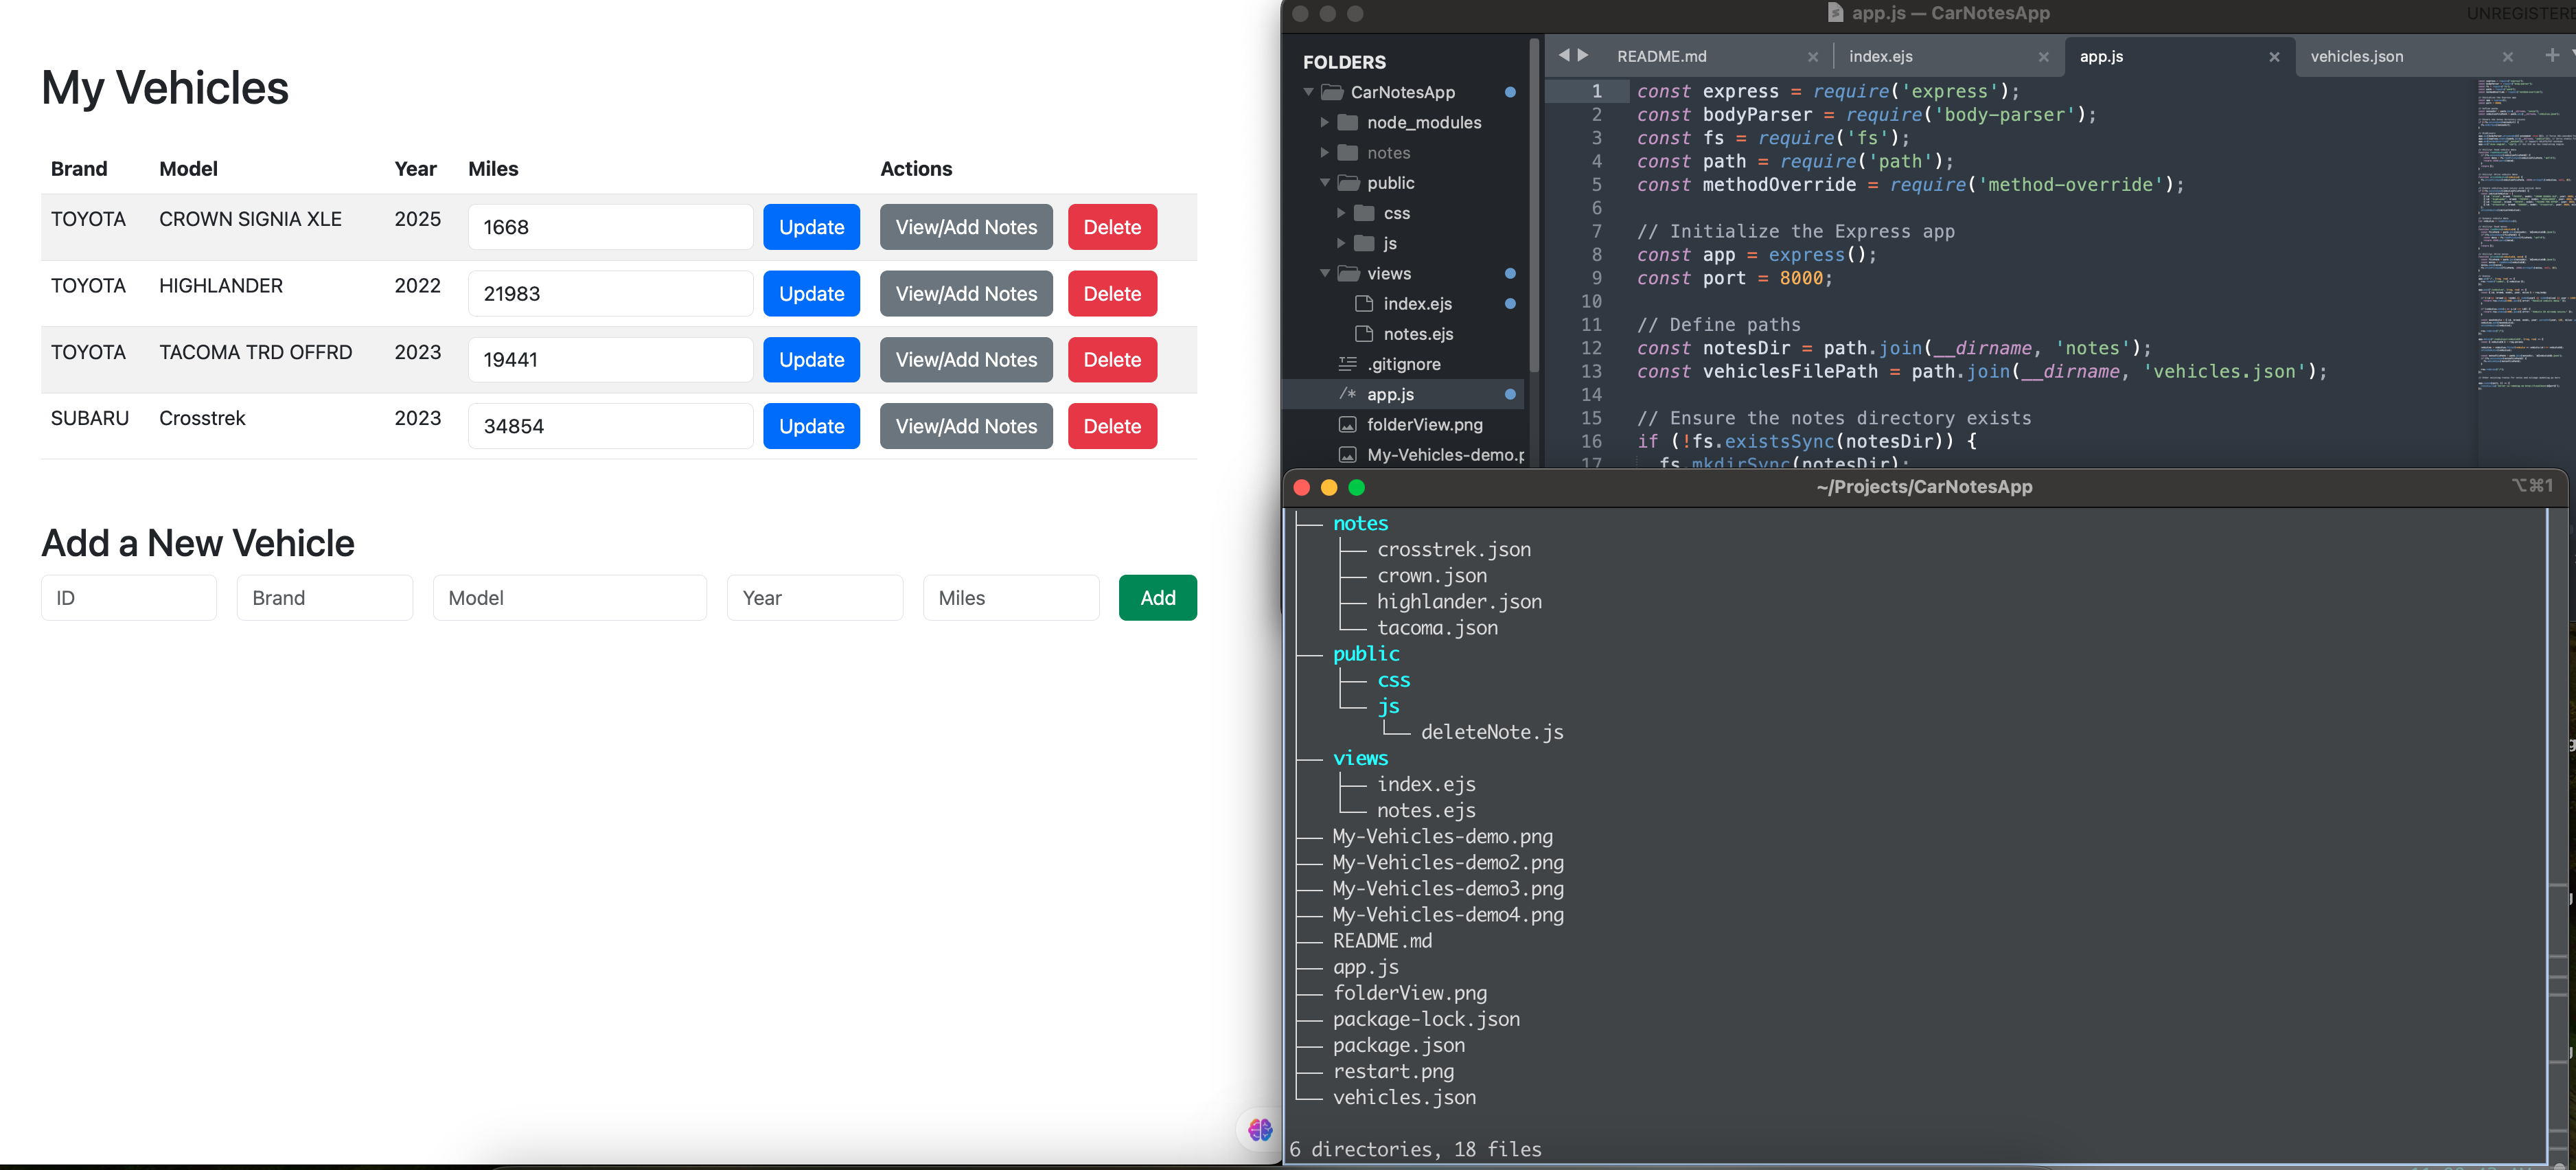 My Vehicles
Brand Model Year Miles Actions
TOYOTA CROWN SIGNIA XLE 2025 1668 Update View/Add Notes Delete
TOYOTA HIGHLANDER 2022 21983 Update View/Add Notes Delete
TOYOTA TACOMA TRD OFFRD 2023 19441 Update View/Add Notes Delete
SUBARU Crosstrek 2023 34854 Update View/Add Notes Delete
Add a New Vehicle
ID Brand Model Year Miles Add
app.js — CarNotesApp
UNREGISTERE
FOLDERS
CarNotesApp
node_modules
notes
public
css
js
views
index.ejs
notes.ejs
.gitignore
/* app.js
folderView.png
My-Vehicles-demo.p
README.md × index.ejs × app.js × vehicles.json × +
1 const express = require('express');
2 const bodyParser = require('body-parser');
3 const fs = require('fs');
4 const path = require('path');
5 const methodOverride = require('method-override');
6
7 // Initialize the Express app
8 const app = express();
9 const port = 8000;
10
11 // Define paths
12 const notesDir = path.join(__dirname, 'notes');
13 const vehiclesFilePath = path.join(__dirname, 'vehicles.json');
14
15 // Ensure the notes directory exists
16 if (!fs.existsSync(notesDir)) {
17 fs.mkdirSync(notesDir);
~/Projects/CarNotesApp
⌥⌘1
├── notes
│   ├── crosstrek.json
│   ├── crown.json
│   ├── highlander.json
│   └── tacoma.json
├── public
│   ├── css
│   └── js
│       └── deleteNote.js
├── views
│   ├── index.ejs
│   └── notes.ejs
├── My-Vehicles-demo.png
├── My-Vehicles-demo2.png
├── My-Vehicles-demo3.png
├── My-Vehicles-demo4.png
├── README.md
├── app.js
├── folderView.png
├── package-lock.json
├── package.json
├── restart.png
└── vehicles.json
6 directories, 18 files